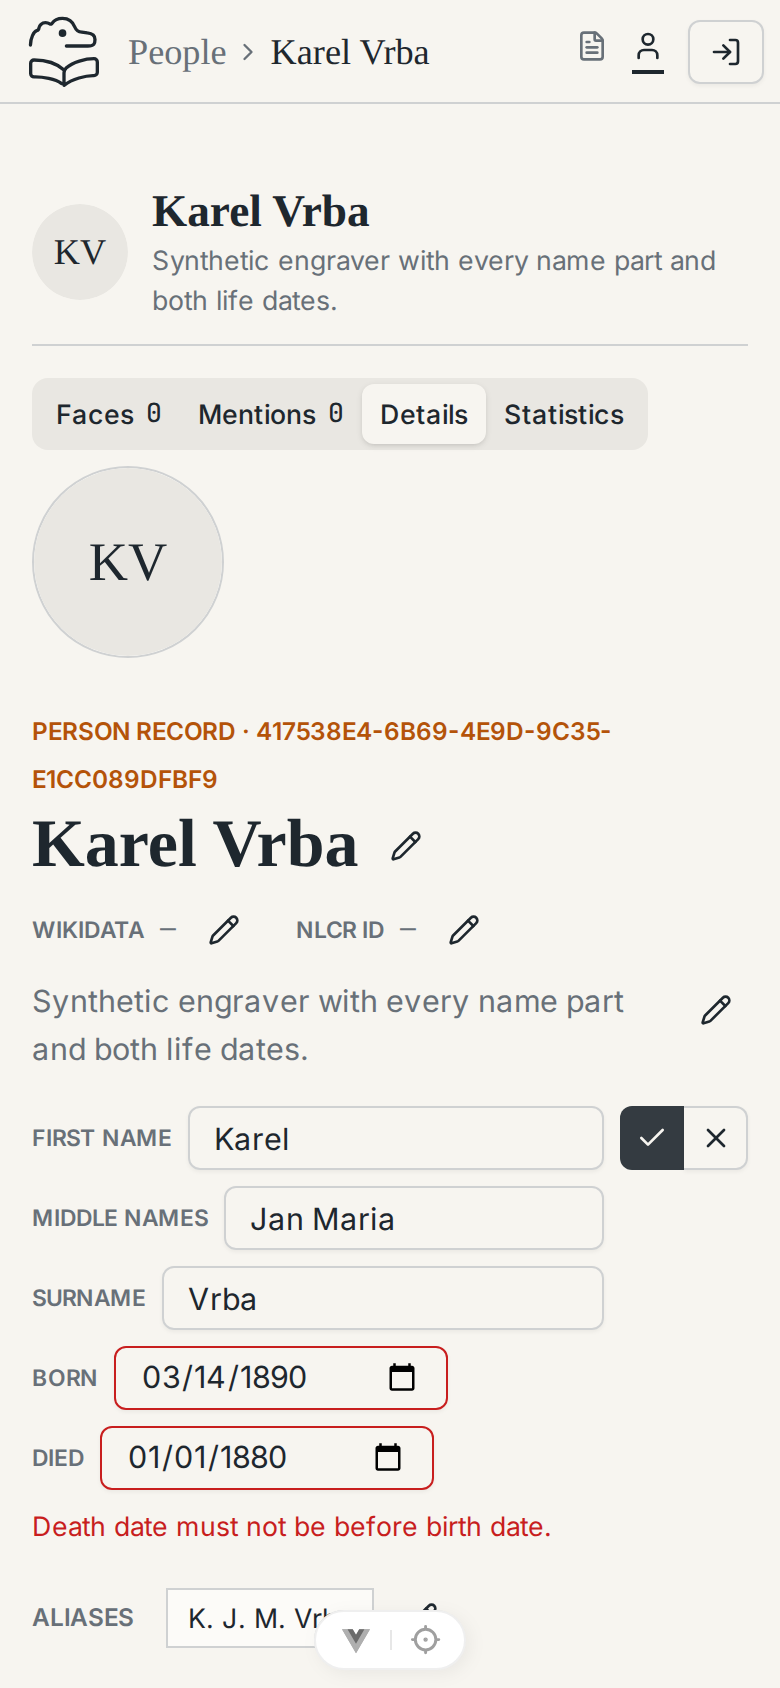 People > Karel Vrba
KV
Karel Vrba
Synthetic engraver with every name part and
both life dates.
Faces 0 Mentions 0 Details Statistics
KV
PERSON RECORD · 417538E4-6B69-4E9D-9C35-
E1CC089DFBF9
Karel Vrba
WIKIDATA — NLCR ID —
Synthetic engraver with every name part
and both life dates.
FIRST NAME Karel
MIDDLE NAMES Jan Maria
SURNAME Vrba
BORN 03/14/1890
DIED 01/01/1880
Death date must not be before birth date.
ALIASES K. J. M.